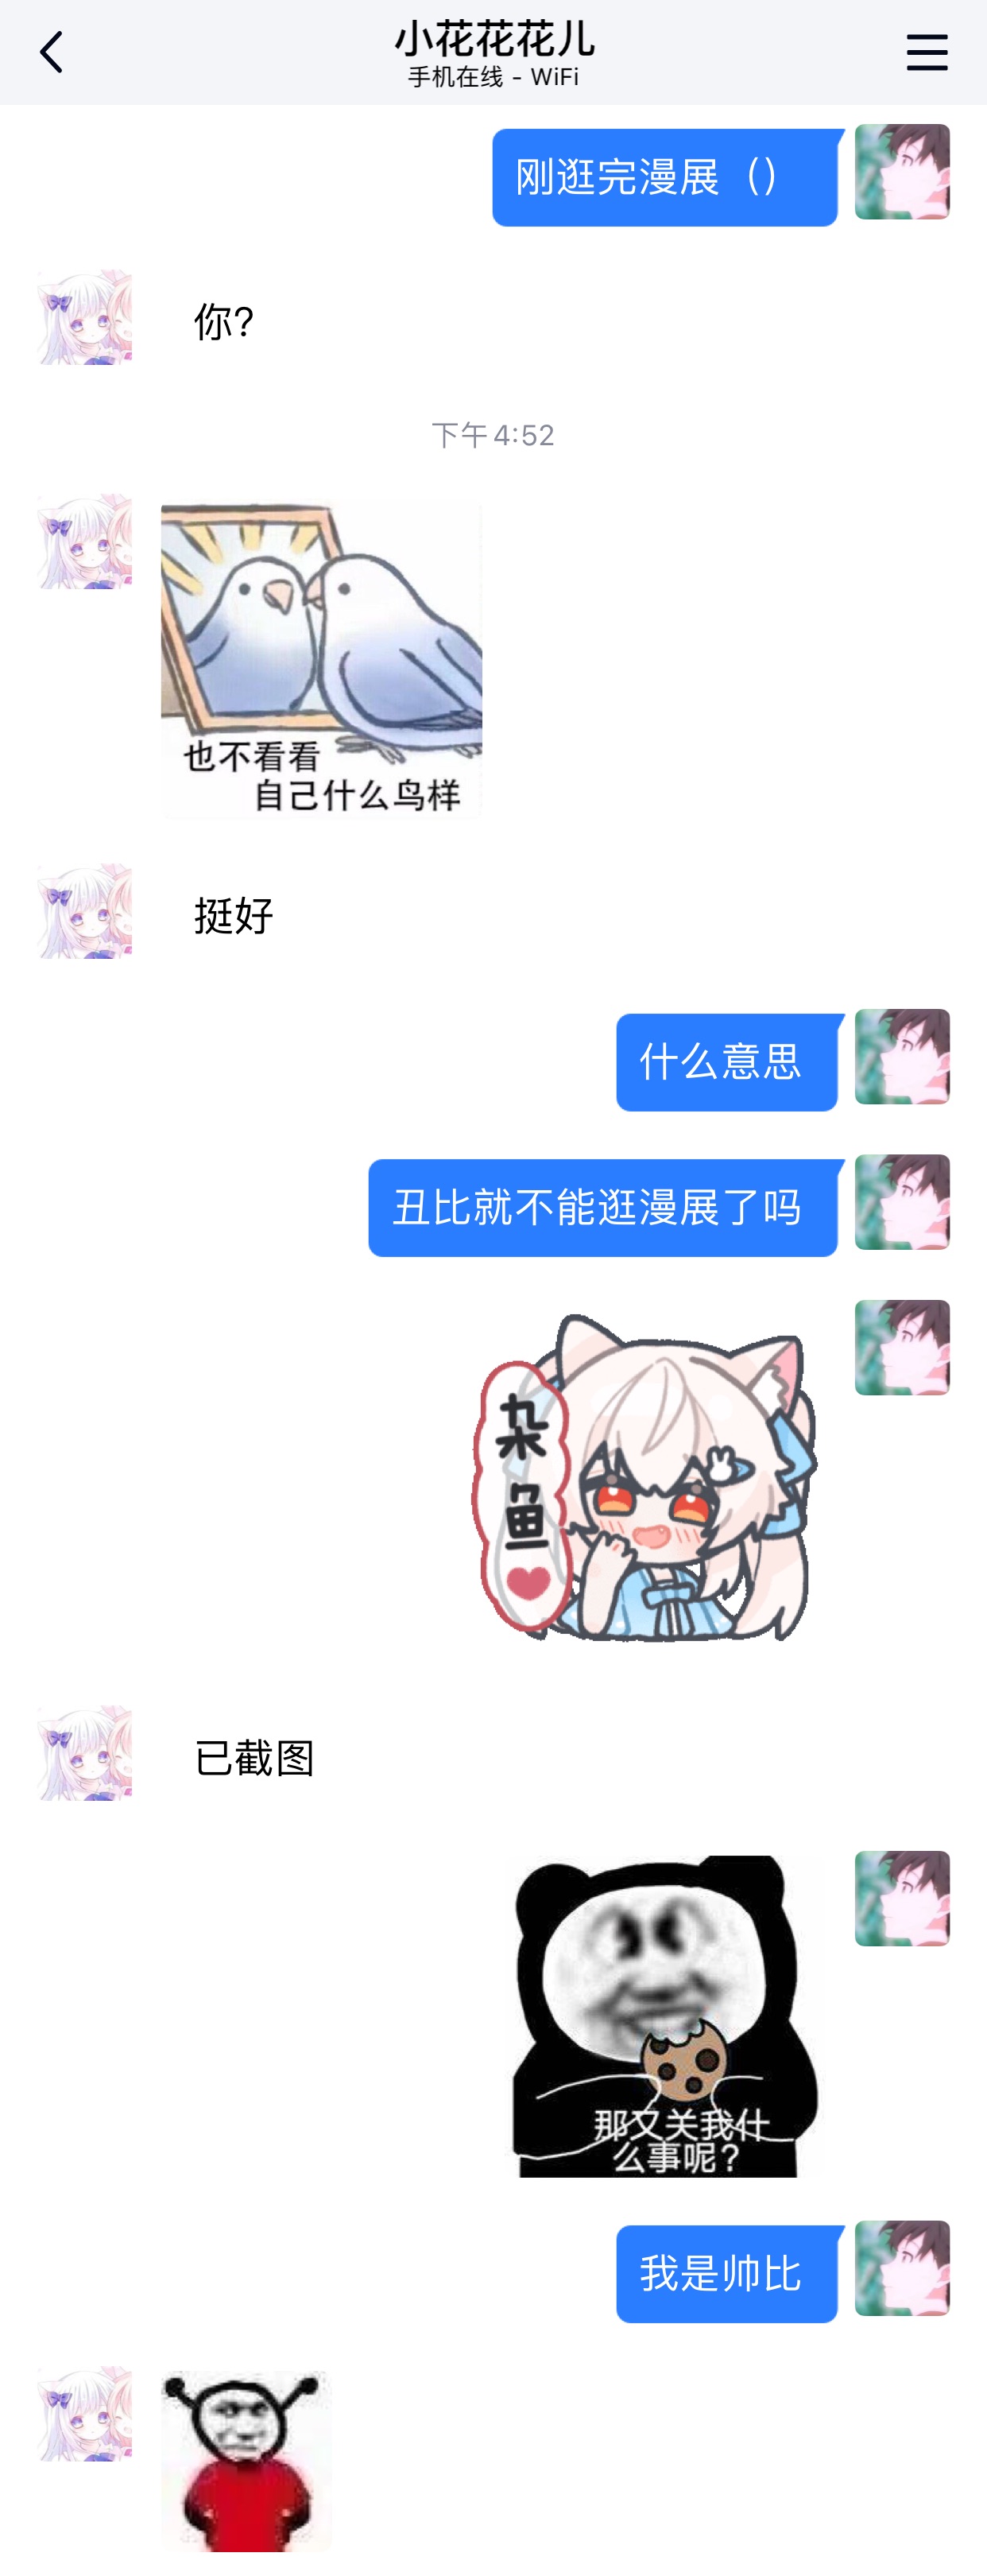 小花花花儿
手机在线 - WiFi
刚逛完漫展（）
你?
下午4:52
也不看看
自己什么鸟样
挺好
什么意思
丑比就不能逛漫展了吗
杂
鱼
已截图
那又关我什
么事呢？
我是帅比